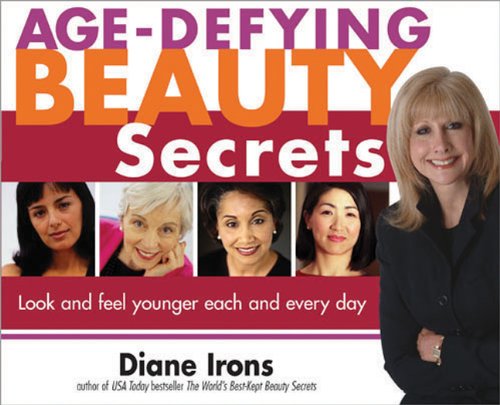 AGE-DEFYING
BEAUTY
Secrets
Look and feel younger each and every day
Diane Irons
author of USA Today bestseller The World's Best-Kept Beauty Secrets